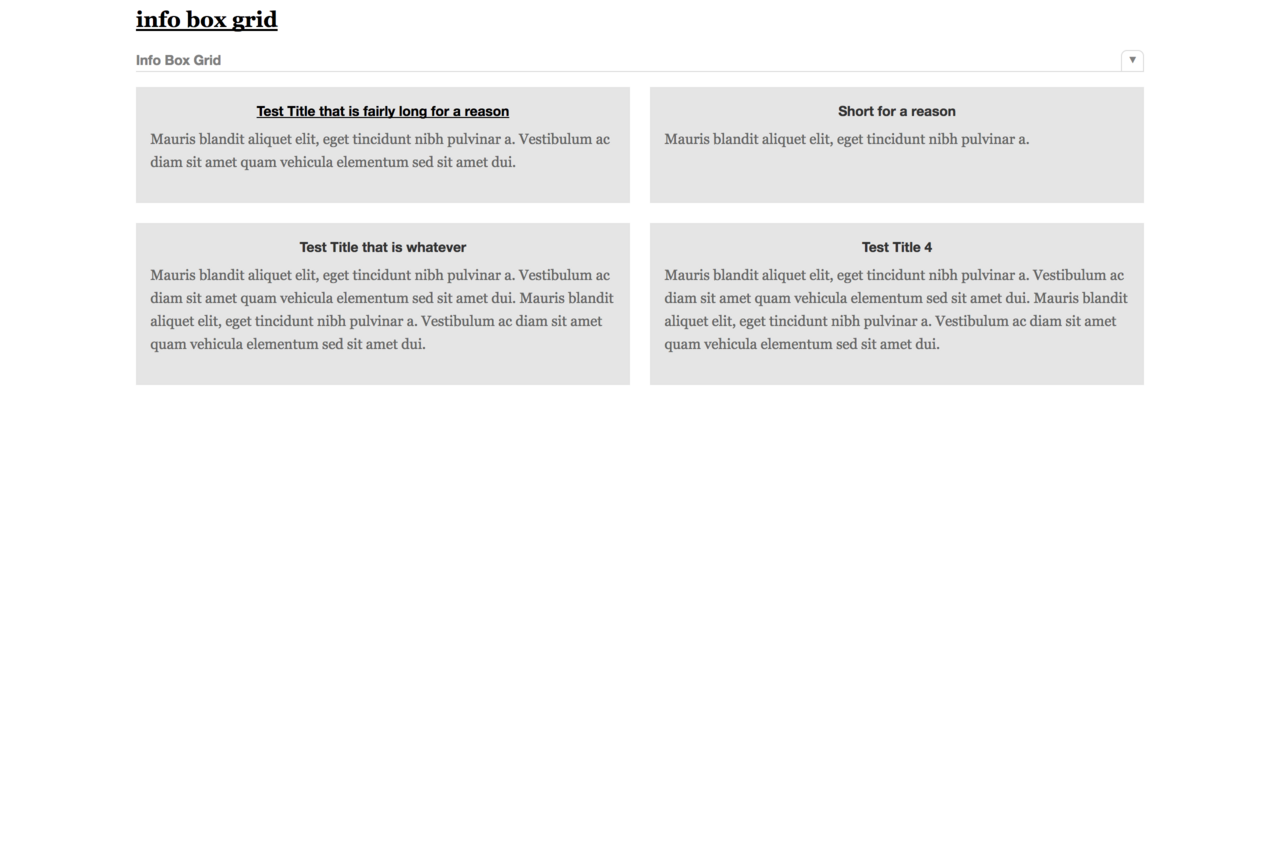 info box grid
Info Box Grid
▼
Test Title that is fairly long for a reason
Mauris blandit aliquet elit, eget tincidunt nibh pulvinar a. Vestibulum ac
diam sit amet quam vehicula elementum sed sit amet dui.
Short for a reason
Mauris blandit aliquet elit, eget tincidunt nibh pulvinar a.
Test Title that is whatever
Mauris blandit aliquet elit, eget tincidunt nibh pulvinar a. Vestibulum ac
diam sit amet quam vehicula elementum sed sit amet dui. Mauris blandit
aliquet elit, eget tincidunt nibh pulvinar a. Vestibulum ac diam sit amet
quam vehicula elementum sed sit amet dui.
Test Title 4
Mauris blandit aliquet elit, eget tincidunt nibh pulvinar a. Vestibulum ac
diam sit amet quam vehicula elementum sed sit amet dui. Mauris blandit
aliquet elit, eget tincidunt nibh pulvinar a. Vestibulum ac diam sit amet
quam vehicula elementum sed sit amet dui.